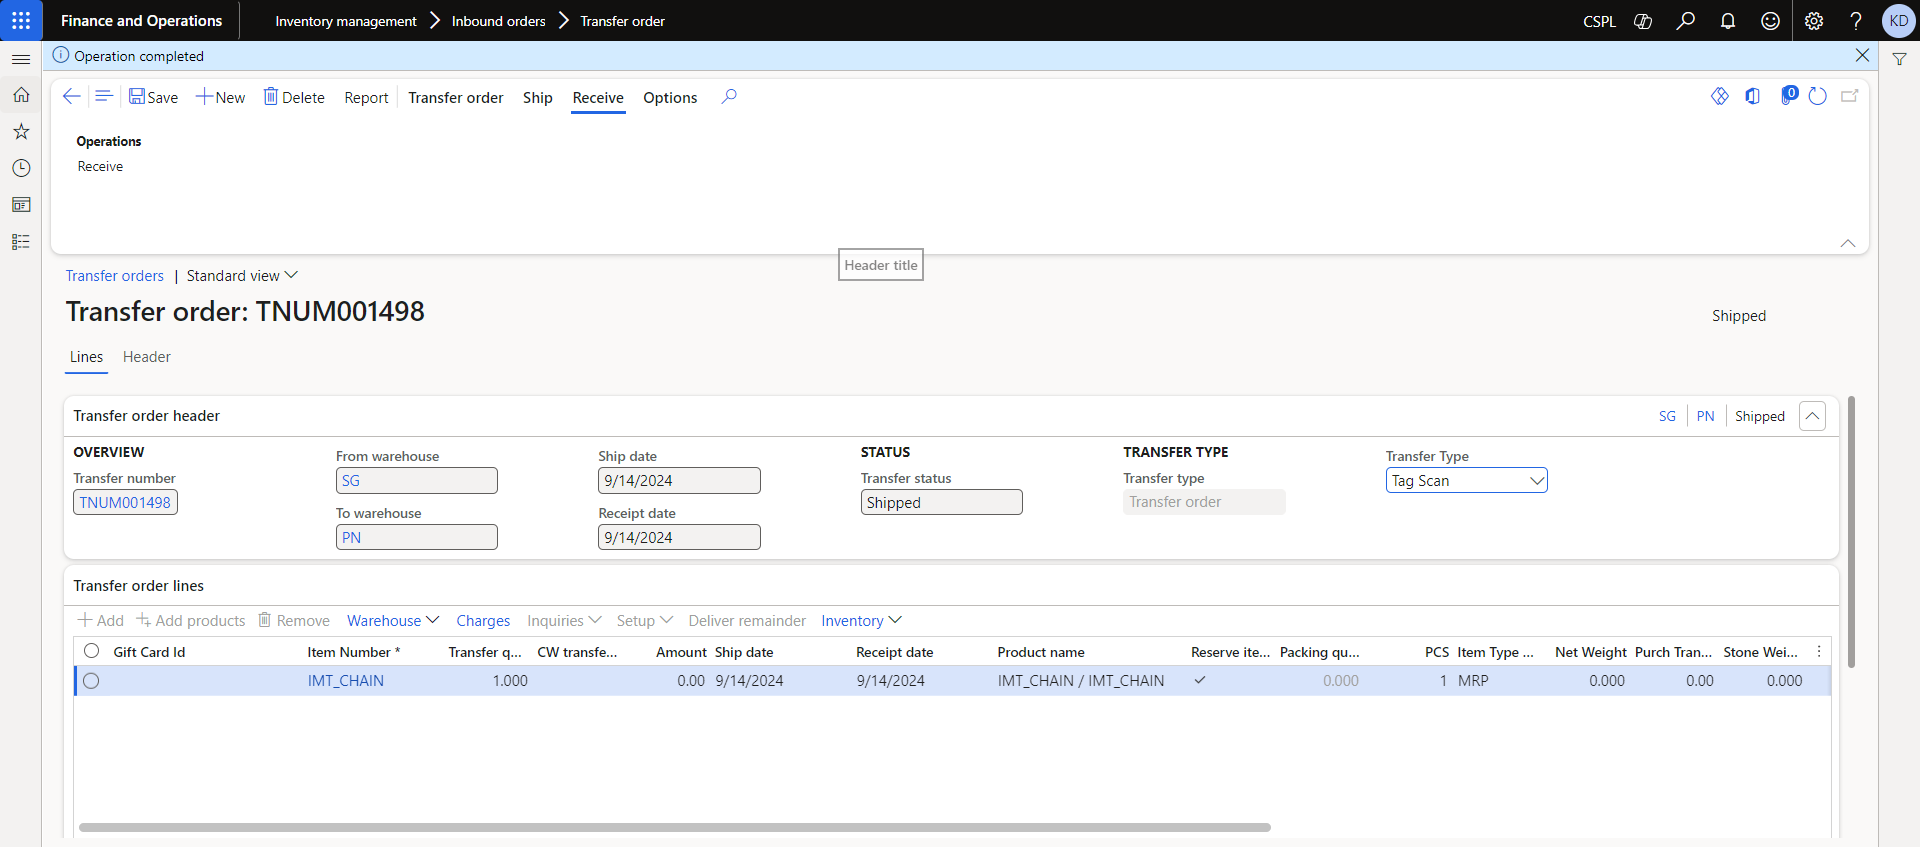 Finance and Operations
Inventory management > Inbound orders > Transfer order
CSPL
KD
Operation completed
Save New Delete Report Transfer order Ship Receive Options
0
Operations
Receive
Header title
Transfer orders | Standard view
Transfer order: TNUM001498
Shipped
Lines Header
Transfer order header
SG | PN | Shipped
OVERVIEW
Transfer number
TNUM001498
From warehouse
SG
To warehouse
PN
Ship date
9/14/2024
Receipt date
9/14/2024
STATUS
Transfer status
Shipped
TRANSFER TYPE
Transfer type
Transfer order
Transfer Type
Tag Scan
Transfer order lines
Add Add products Remove Warehouse Charges Inquiries Setup Deliver remainder Inventory
Gift Card Id Item Number * Transfer q... CW transfe... Amount Ship date Receipt date Product name Reserve ite... Packing qu... PCS Item Type ... Net Weight Purch Tran... Stone Wei...
IMT_CHAIN 1.000 0.00 9/14/2024 9/14/2024 IMT_CHAIN / IMT_CHAIN 0.000 1 MRP 0.000 0.00 0.000